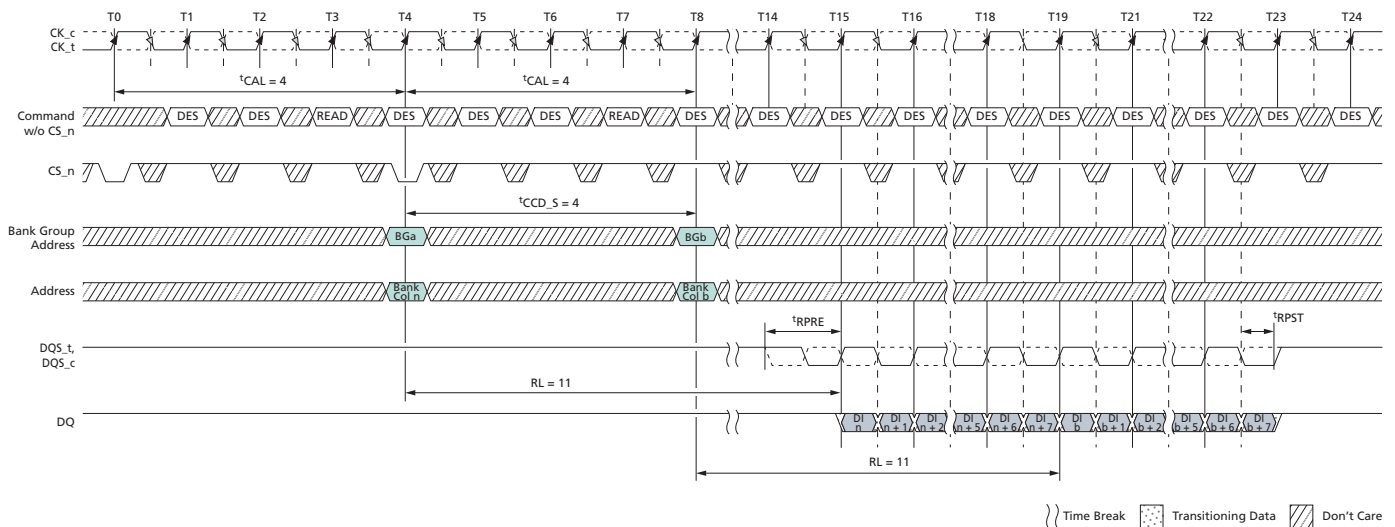 T0 T1 T2 T3 T4 T5 T6 T7 T8 T14 T15 T16 T18 T19 T21 T22 T23 T24
CK_c
CK_t
tCAL = 4 tCAL = 4
Command DES DES READ DES DES DES READ DES DES DES DES DES DES DES DES DES DES
w/o CS_n
CS_n
tCCD_S = 4
Bank Group BGa BGb
Address
Address Bank Col n Bank Col b
tRPRE tRPST
DQS_t,
DQS_c
RL = 11
DQ DI n DI n + 1 DI n + 2 DI n + 5 DI n + 6 DI n + 7 DI b DI b + 1 DI b + 2 DI b + 5 DI b + 6 DI b + 7
RL = 11
Time Break Transitioning Data Don't Care